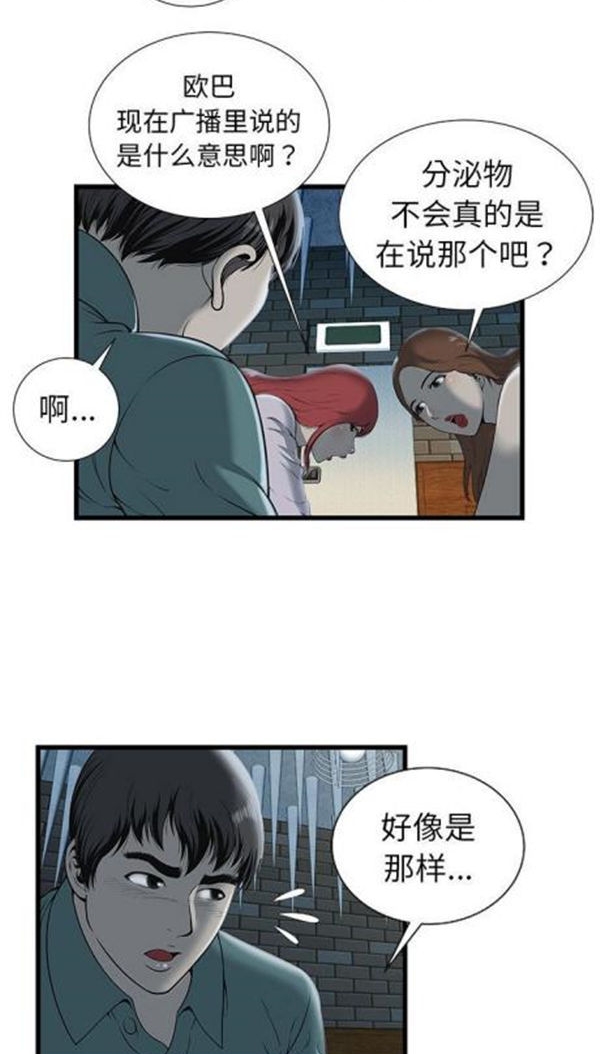 欧巴
现在广播里说的
是什么意思啊？
分泌物
不会真的是
在说那个吧？
啊...
好像是
那样...